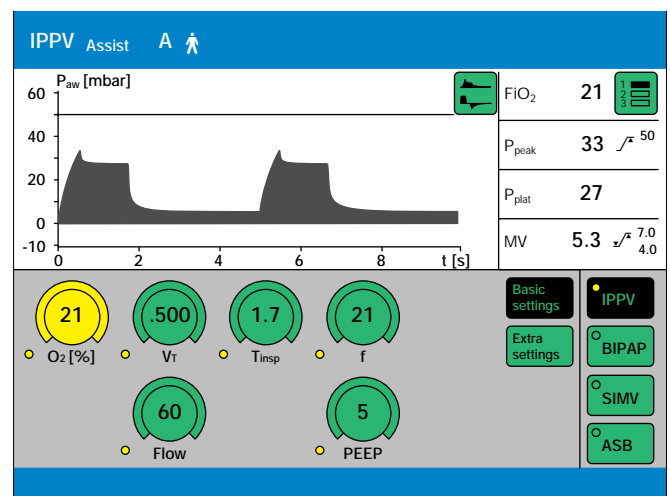 IPPV Assist A
Paw [mbar]
60
40
20
0
-10
0 2 4 6 8 t [s]
FiO2 21
1
2
3
Ppeak 33 50
Pplat 27
MV 5.3 7.0
4.0
21 .500 1.7 21
O2 [%] VT Tinsp f
60 5
Flow PEEP
Basic
settings
Extra
settings
IPPV
BIPAP
SIMV
ASB